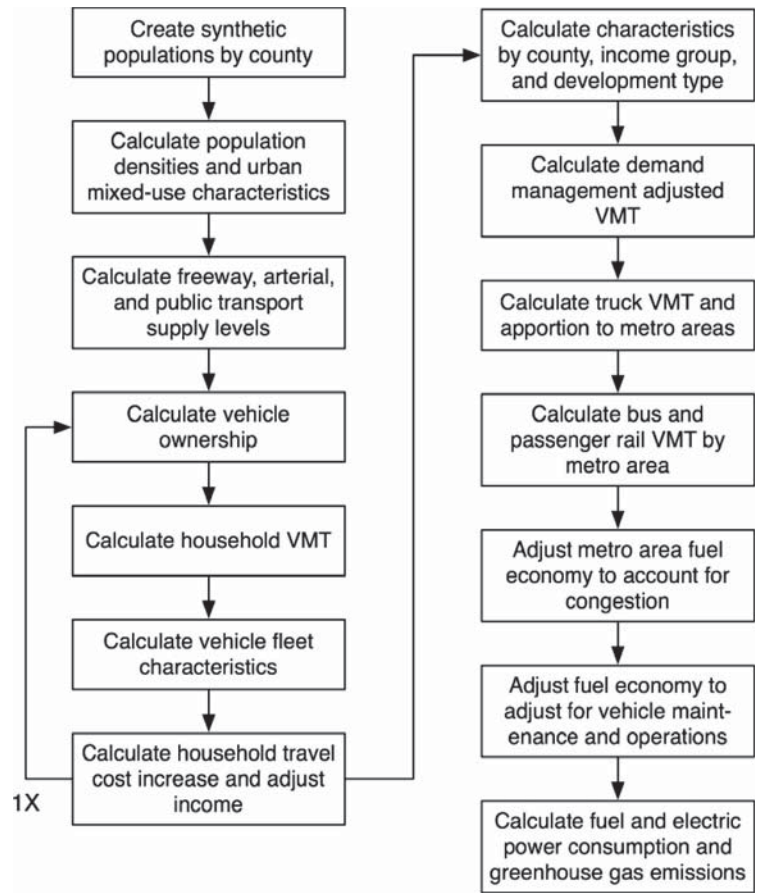 Create synthetic
populations by county
Calculate population
densities and urban
mixed-use characteristics
Calculate freeway, arterial,
and public transport
supply levels
Calculate vehicle
ownership
Calculate household VMT
Calculate vehicle fleet
characteristics
Calculate household travel
cost increase and adjust
income
1X
Calculate characteristics
by county, income group,
and development type
Calculate demand
management adjusted
VMT
Calculate truck VMT and
apportion to metro areas
Calculate bus and
passenger rail VMT by
metro area
Adjust metro area fuel
economy to account for
congestion
Adjust fuel economy to
adjust for vehicle maint-
enance and operations
Calculate fuel and electric
power consumption and
greenhouse gas emissions